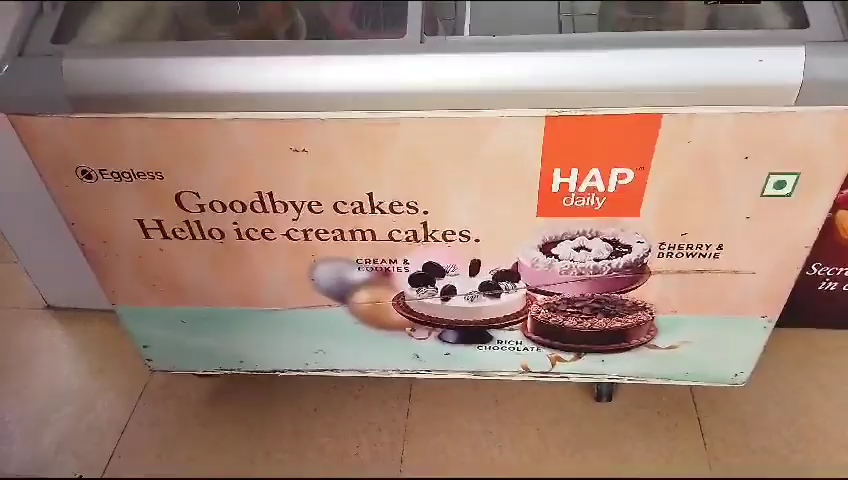 Eggless
HAP
daily
Goodbye cakes.
Hello ice-cream cakes.
CREAM &
COOKIES
CHERRY &
BROWNIE
RICH
CHOCOLATE